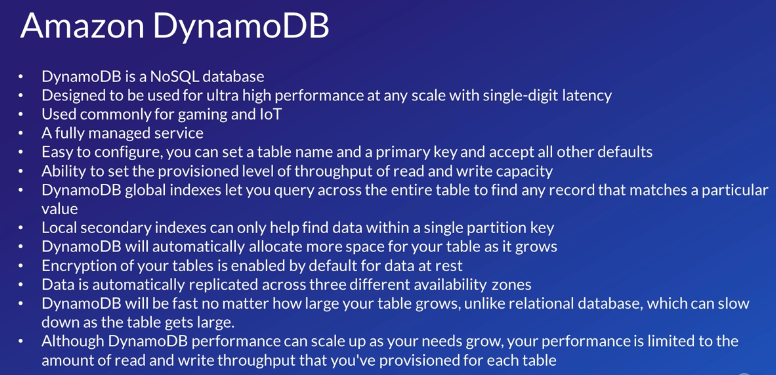 Amazon DynamoDB
• DynamoDB is a NoSQL database
• Designed to be used for ultra high performance at any scale with single-digit latency
• Used commonly for gaming and IoT
• A fully managed service
• Easy to configure, you can set a table name and a primary key and accept all other defaults
• Ability to set the provisioned level of throughput of read and write capacity
• DynamoDB global indexes let you query across the entire table to find any record that matches a particular
value
• Local secondary indexes can only help find data within a single partition key
• DynamoDB will automatically allocate more space for your table as it grows
• Encryption of your tables is enabled by default for data at rest
• Data is automatically replicated across three different availability zones
• DynamoDB will be fast no matter how large your table grows, unlike relational database, which can slow
down as the table gets large.
• Although DynamoDB performance can scale up as your needs grow, your performance is limited to the
amount of read and write throughput that you've provisioned for each table